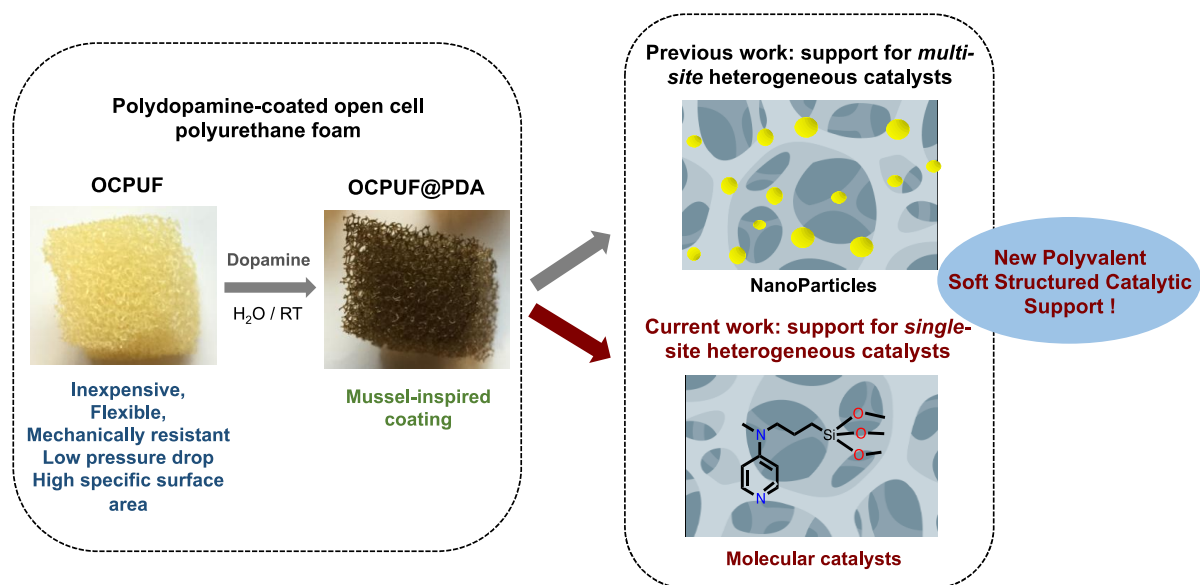 Polydopamine-coated open cell
polyurethane foam
OCPUF
OCPUF@PDA
Dopamine
H₂O / RT
Inexpensive,
Flexible,
Mechanically resistant
Low pressure drop
High specific surface
area
Mussel-inspired
coating
Previous work: support for multi-
site heterogeneous catalysts
NanoParticles
Current work: support for single-
site heterogeneous catalysts
N
Si
O
O
O
N
Molecular catalysts
New Polyvalent
Soft Structured Catalytic
Support !